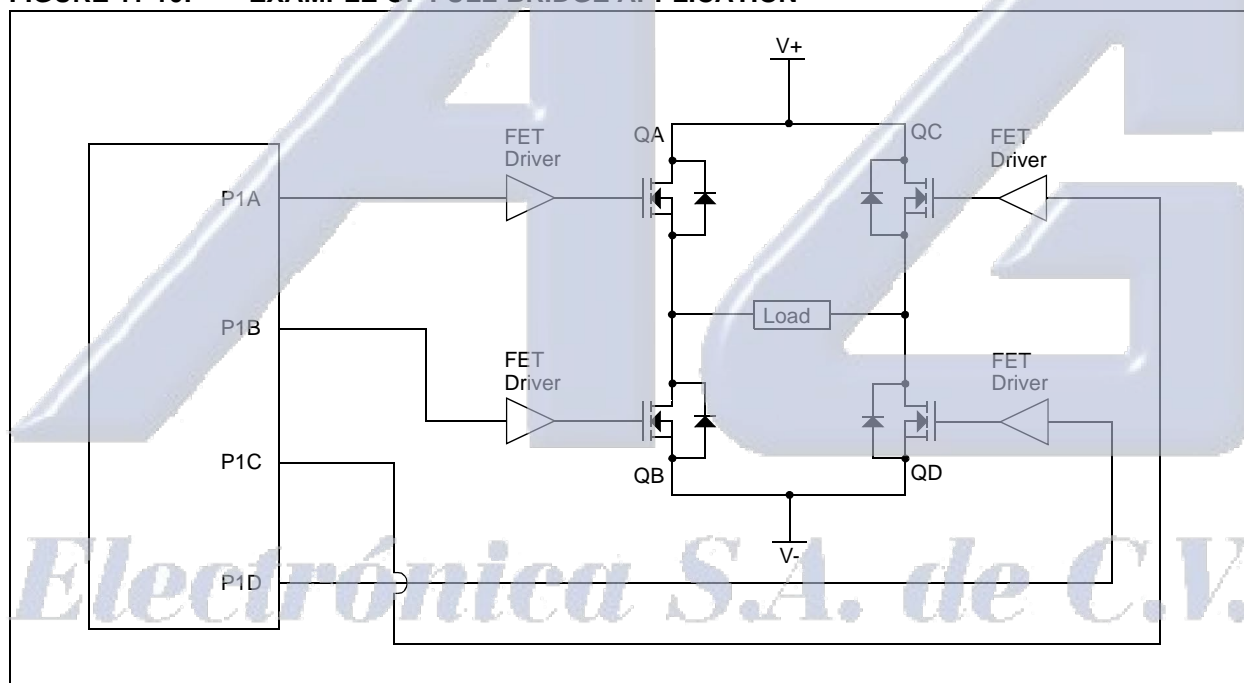 FIGURE 11-10: EXAMPLE OF FULL-BRIDGE APPLICATION
V+
FET
Driver
QA
QC
FET
Driver
P1A
P1B
Load
FET
Driver
FET
Driver
P1C
QB
QD
V-
P1D
AG
Electrónica S.A. de C.V.